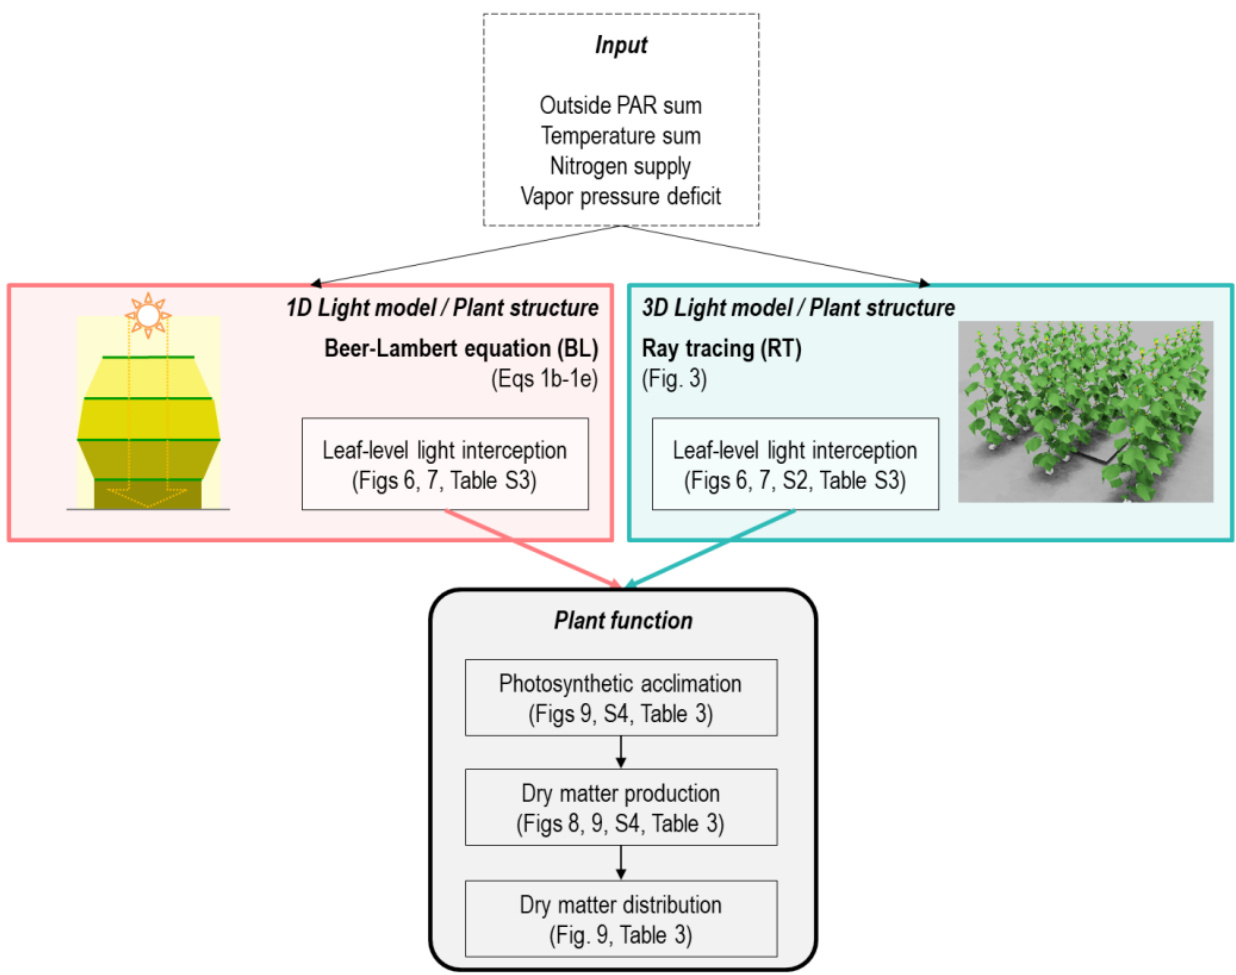 Input
Outside PAR sum
Temperature sum
Nitrogen supply
Vapor pressure deficit
1D Light model / Plant structure
Beer-Lambert equation (BL)
(Eqs 1b-1e)
Leaf-level light interception
(Figs 6, 7, Table S3)
3D Light model / Plant structure
Ray tracing (RT)
(Fig. 3)
Leaf-level light interception
(Figs 6, 7, S2, Table S3)
Plant function
Photosynthetic acclimation
(Figs 9, S4, Table 3)
Dry matter production
(Figs 8, 9, S4, Table 3)
Dry matter distribution
(Fig. 9, Table 3)